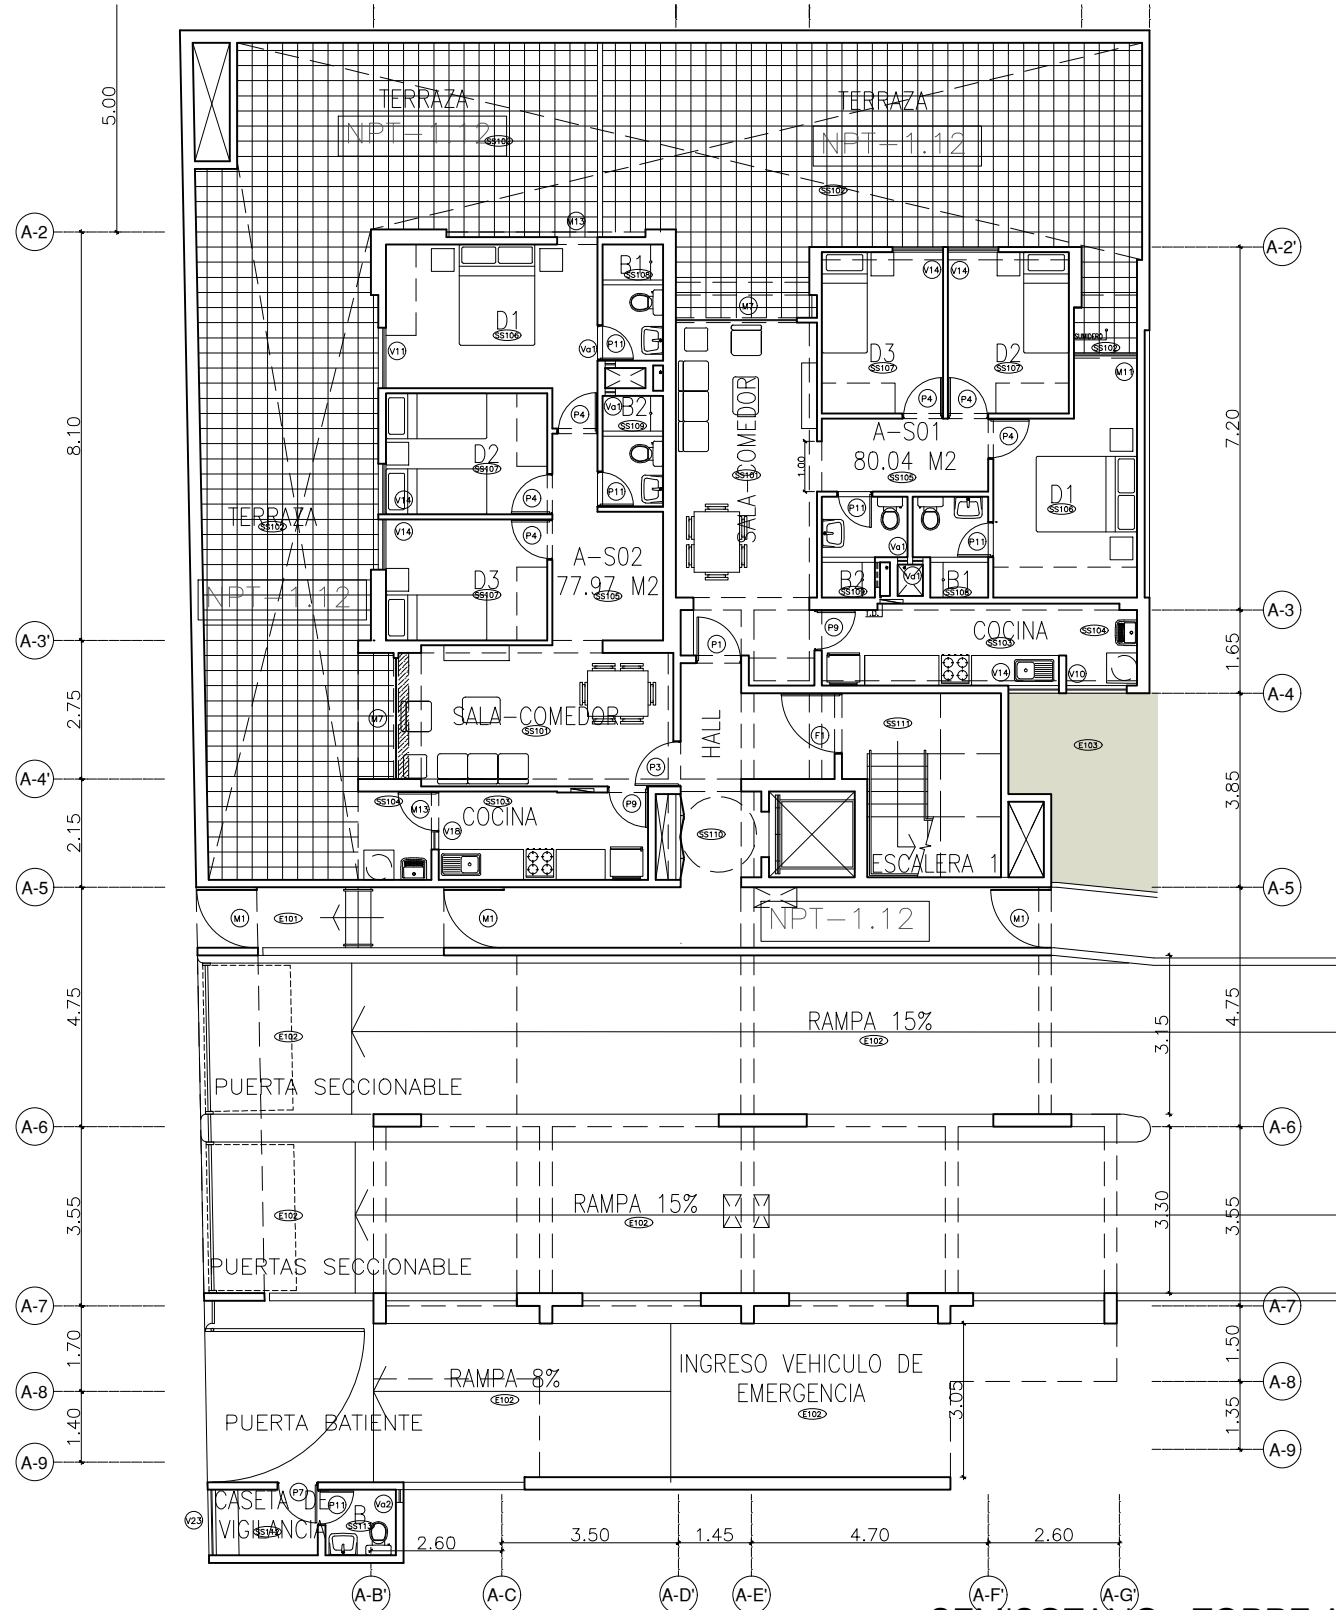 5.00
TERRAZA
TERRAZA
NPT-1.12
SS102
NPT-1.12
SS102
A-2
M13
A-2'
B1
SS108
V14
V14
D1
SS106
M7
SUMIDERO
SS102
V11
Va1
P11
D3
SS107
D2
SS107
M11
8.10
P4
Va1
B2
SS109
P4
P4
7.20
D2
SS107
SALA-COMEDOR
SS101
1.00
A-S01
80.04 M2
SS105
P4
D1
SS106
V14
P4
P11
P11
TERRAZA
SS102
V14
P4
A-S02
77.97 M2
SS105
Va1
P11
D3
SS107
B2
SS109
Va1
B1
SS108
NPT-1.12
A-3
A-3'
P1
P9
COCINA
SS103
SS104
1.65
V14
V10
A-4
2.75
M7
SALA-COMEDOR
SS101
HALL
F1
SS111
E103
P3
A-4'
3.85
SS104
M13
SS103
COCINA
V18
P9
2.15
SS110
ESCALERA 1
A-5
A-5
M1
E101
M1
NPT-1.12
M1
4.75
E102
RAMPA 15%
E102
3.15
4.75
PUERTA SECCIONABLE
A-6
A-6
3.55
E102
RAMPA 15%
E102
3.30
3.55
PUERTAS SECCIONABLE
A-7
A-7
1.70
RAMPA 8%
E102
INGRESO VEHICULO DE
EMERGENCIA
E102
3.05
1.50
A-8
A-8
1.40
PUERTA BATIENTE
1.35
A-9
A-9
P7
CASETA DE
VIGILANCIA
SS112
P11
B
SS113
Va2
V23
2.60
3.50
1.45
4.70
2.60
A-B'
A-C
A-D'
A-E'
A-F'
A-G'